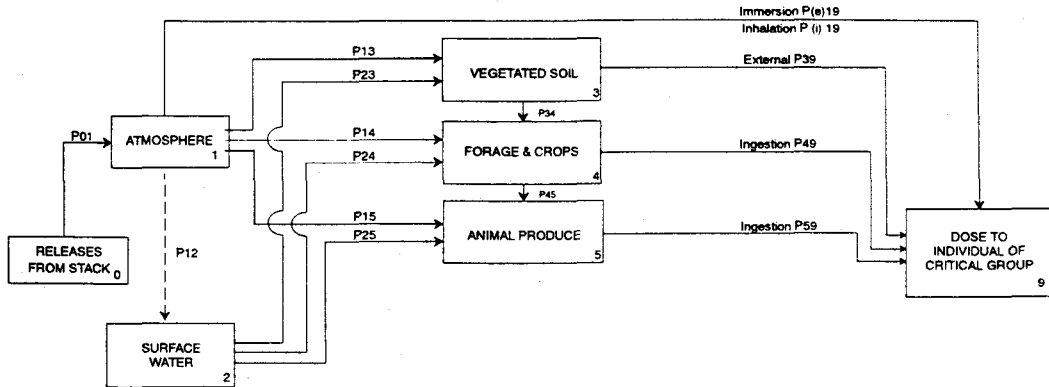 Immersion P(e)19
Inhalation P (i) 19
P13
P23
VEGETATED SOIL
3
External P39
P34
P01
ATMOSPHERE
1
P14
P24
FORAGE & CROPS
4
Ingestion P49
P45
P15
P25
ANIMAL PRODUCE
5
Ingestion P59
RELEASES
FROM STACK
0
P12
DOSE TO
INDIVIDUAL OF
CRITICAL GROUP
9
SURFACE
WATER
2